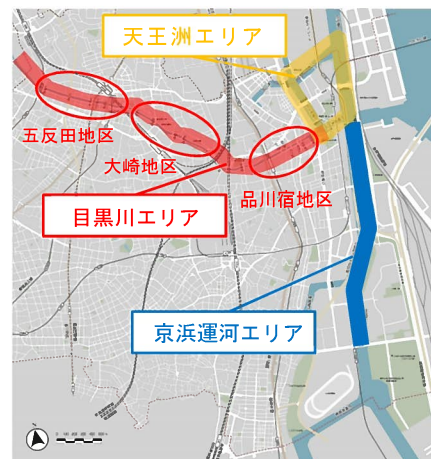 天王洲エリア
五反田地区
大崎地区
品川宿地区
目黒川エリア
京浜運河エリア